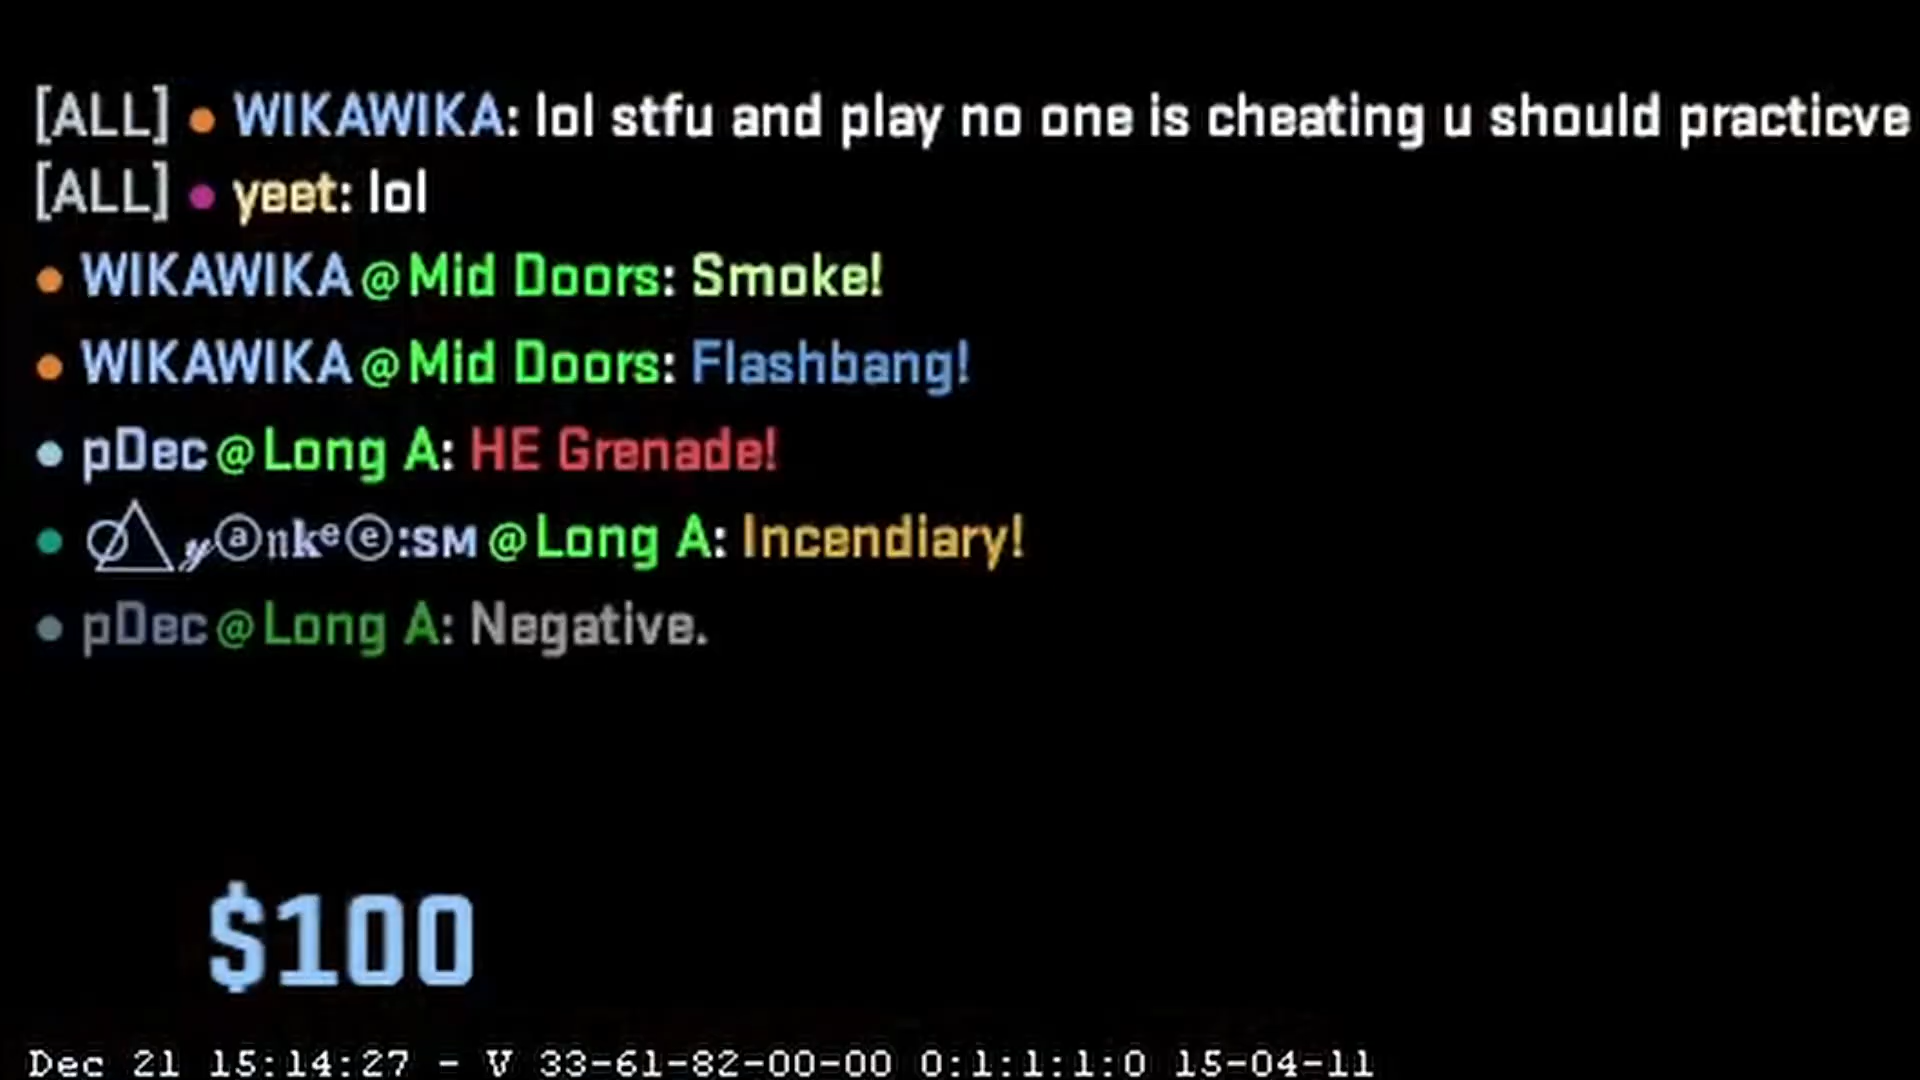 [ALL] ● WIKAWIKA: lol stfu and play no one is cheating u should practicve
[ALL] ● yeet: lol
● WIKAWIKA@Mid Doors: Smoke!
● WIKAWIKA@Mid Doors: Flashbang!
● pDec@Long A: HE Grenade!
● ∅△𝔂ⓐ𝔫𝐤ᵉⓔ:sᴍ@Long A: Incendiary!
● pDec@Long A: Negative.
$100
Dec 21 15:14:27 - V 33-61-82-00-00 0:1:1:1:0 15-04-11